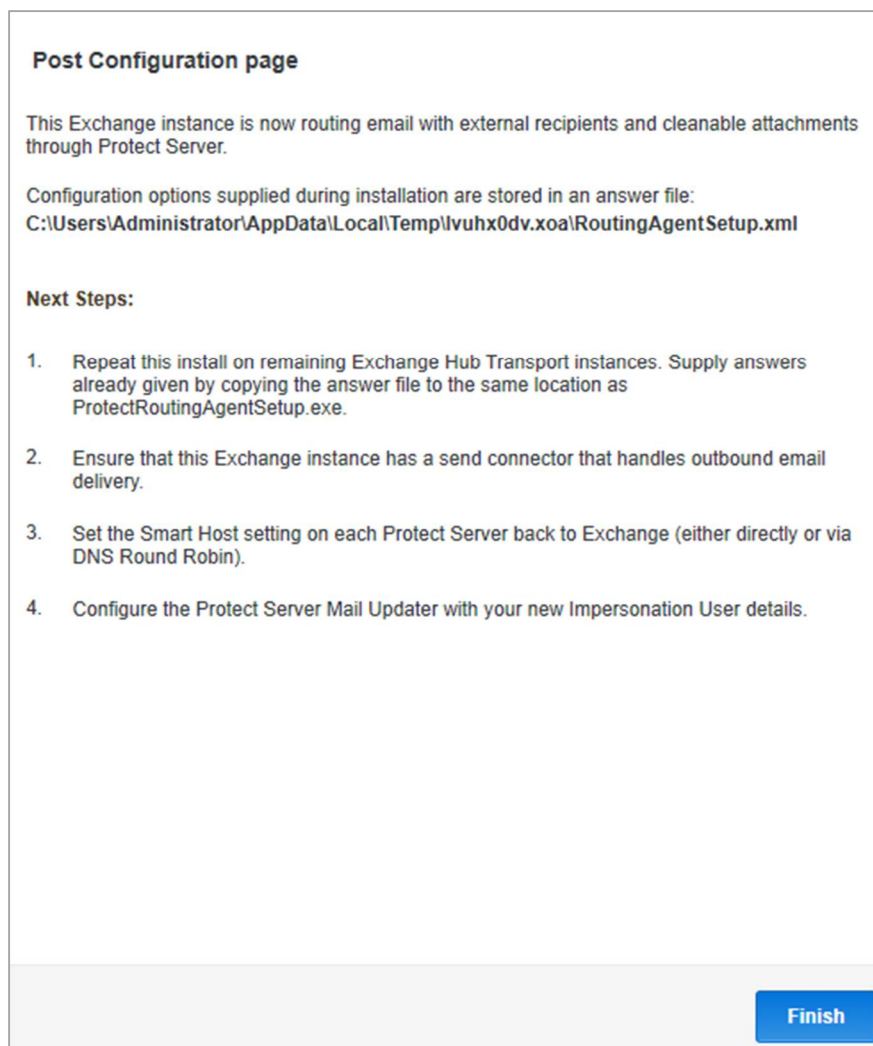 Post Configuration page
This Exchange instance is now routing email with external recipients and cleanable attachments
through Protect Server.
Configuration options supplied during installation are stored in an answer file:
C:\Users\Administrator\AppData\Local\Temp\lvuhx0dv.xoa\RoutingAgentSetup.xml
Next Steps:
1. Repeat this install on remaining Exchange Hub Transport instances. Supply answers
already given by copying the answer file to the same location as
ProtectRoutingAgentSetup.exe.
2. Ensure that this Exchange instance has a send connector that handles outbound email
delivery.
3. Set the Smart Host setting on each Protect Server back to Exchange (either directly or via
DNS Round Robin).
4. Configure the Protect Server Mail Updater with your new Impersonation User details.
Finish